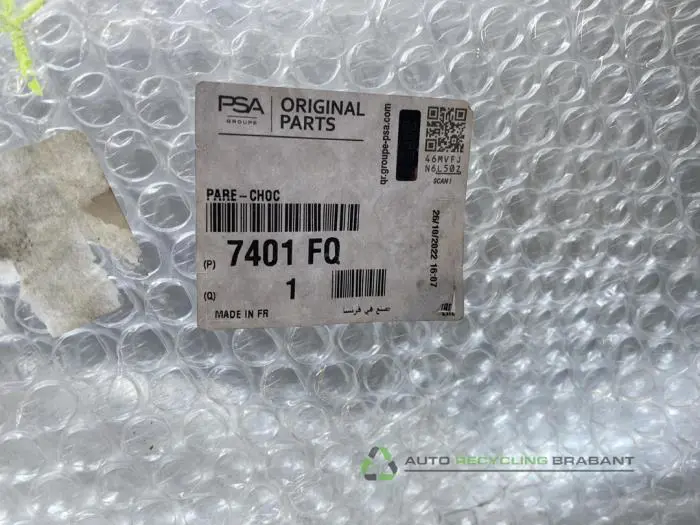 PSA
GROUPE
ORIGINAL
PARTS
qr.groupe-psa.com
46MVFJ
N6L50Z
SCAN!
PARE-CHOC
(P) 7401 FQ
(Q) 1
26/10/2022 16:07
MADE IN FR
صنع في فرنسا
EAC
AUTO RECYCLING BRABANT